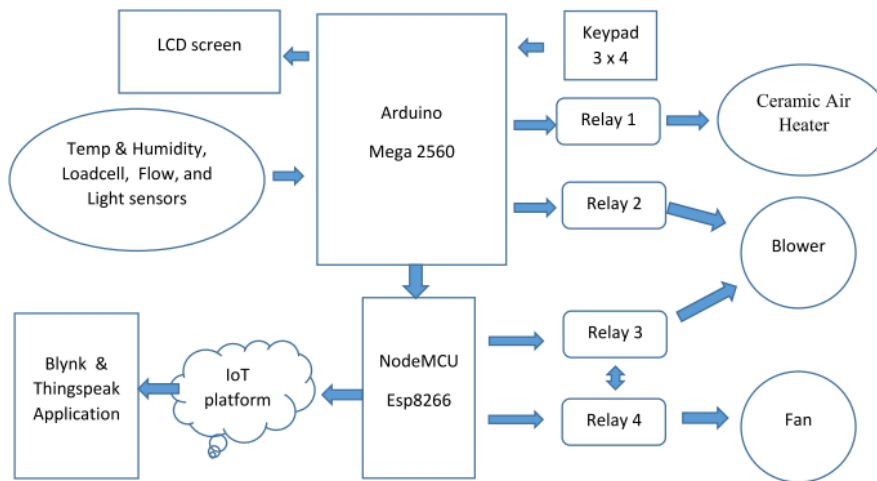 LCD screen
Keypad
3 x 4
Arduino
Mega 2560
Relay 1
Ceramic Air
Heater
Temp & Humidity,
Loadcell, Flow, and
Light sensors
Relay 2
Blower
Relay 3
NodeMCU
Esp8266
IoT
platform
Blynk &
Thingspeak
Application
Relay 4
Fan